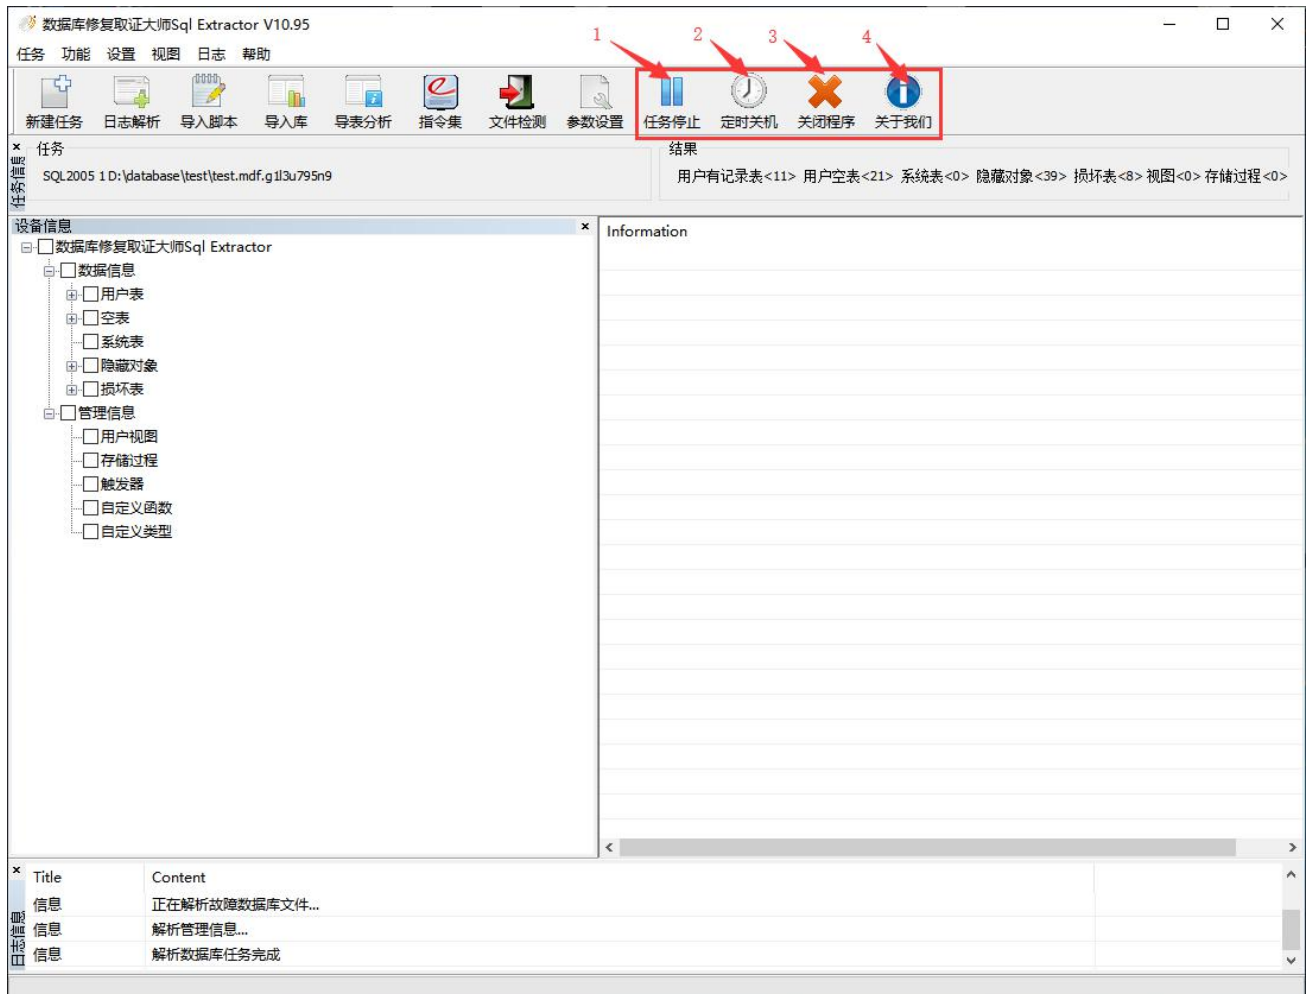 数据库修复取证大师Sql Extractor V10.95
任务 功能 设置 视图 日志 帮助
1 2 3 4
新建任务 日志解析 导入脚本 导入库 导表分析 指令集 文件检测 参数设置 任务停止 定时关机 关闭程序 关于我们
任务信息
任务
SQL2005 1 D:\database\test\test.mdf.g1l3u795n9
结果
用户有记录表<11> 用户空表<21> 系统表<0> 隐藏对象<39> 损坏表<8> 视图<0> 存储过程<0>
设备信息
数据库修复取证大师Sql Extractor
数据信息
用户表
空表
系统表
隐藏对象
损坏表
管理信息
用户视图
存储过程
触发器
自定义函数
自定义类型
Information
日志信息
Title Content
信息 正在解析故障数据库文件...
信息 解析管理信息...
信息 解析数据库任务完成